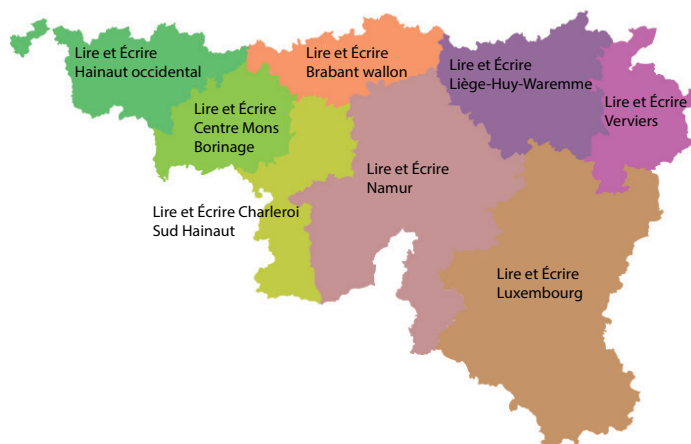 Lire et Écrire
Hainaut occidental
Lire et Écrire
Brabant wallon
Lire et Écrire
Liège-Huy-Waremme
Lire et Écrire
Verviers
Lire et Écrire
Centre Mons
Borinage
Lire et Écrire
Namur
Lire et Écrire Charleroi
Sud Hainaut
Lire et Écrire
Luxembourg